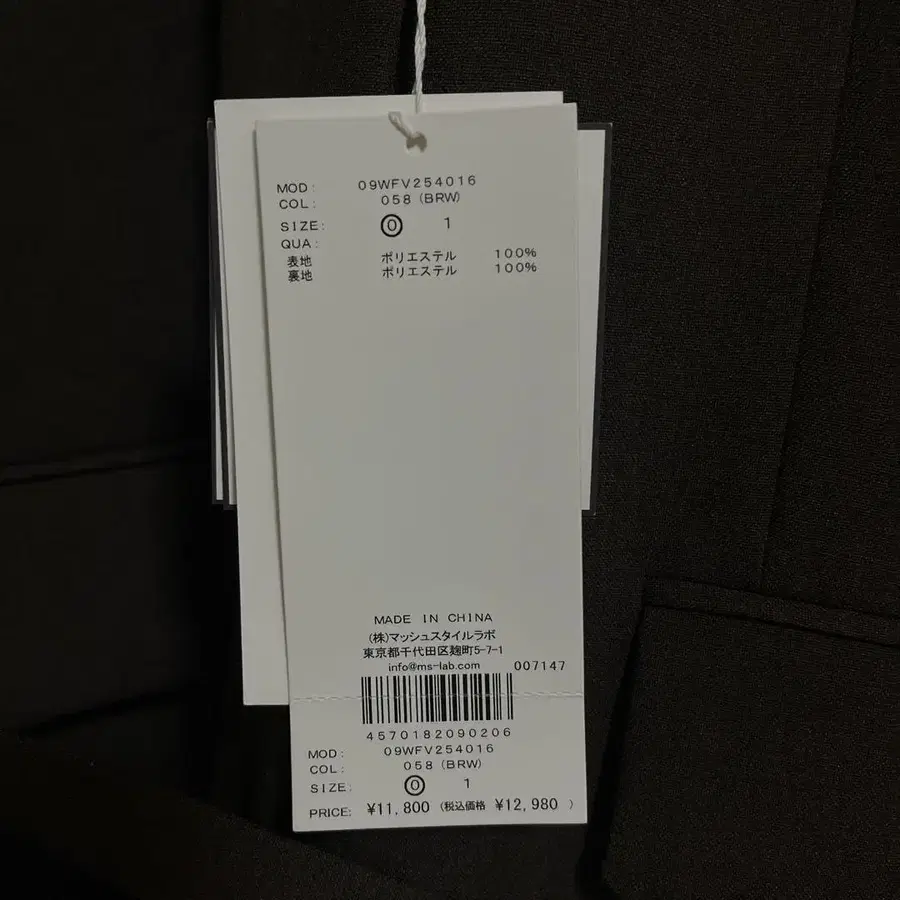 MOD: 09WFV254016
COL: 058 (BRW)
SIZE: 0 1
QUA:
表地 ポリエステル 100%
裏地 ポリエステル 100%
MADE IN CHINA
(株)マッシュスタイルラボ
東京都千代田区麹町5-7-1
info@ms-lab.com 007147
4570182090206
MOD: 09WFV254016
COL: 058 (BRW)
SIZE: 0 1
PRICE: ¥11,800 (税込価格 ¥12,980 )